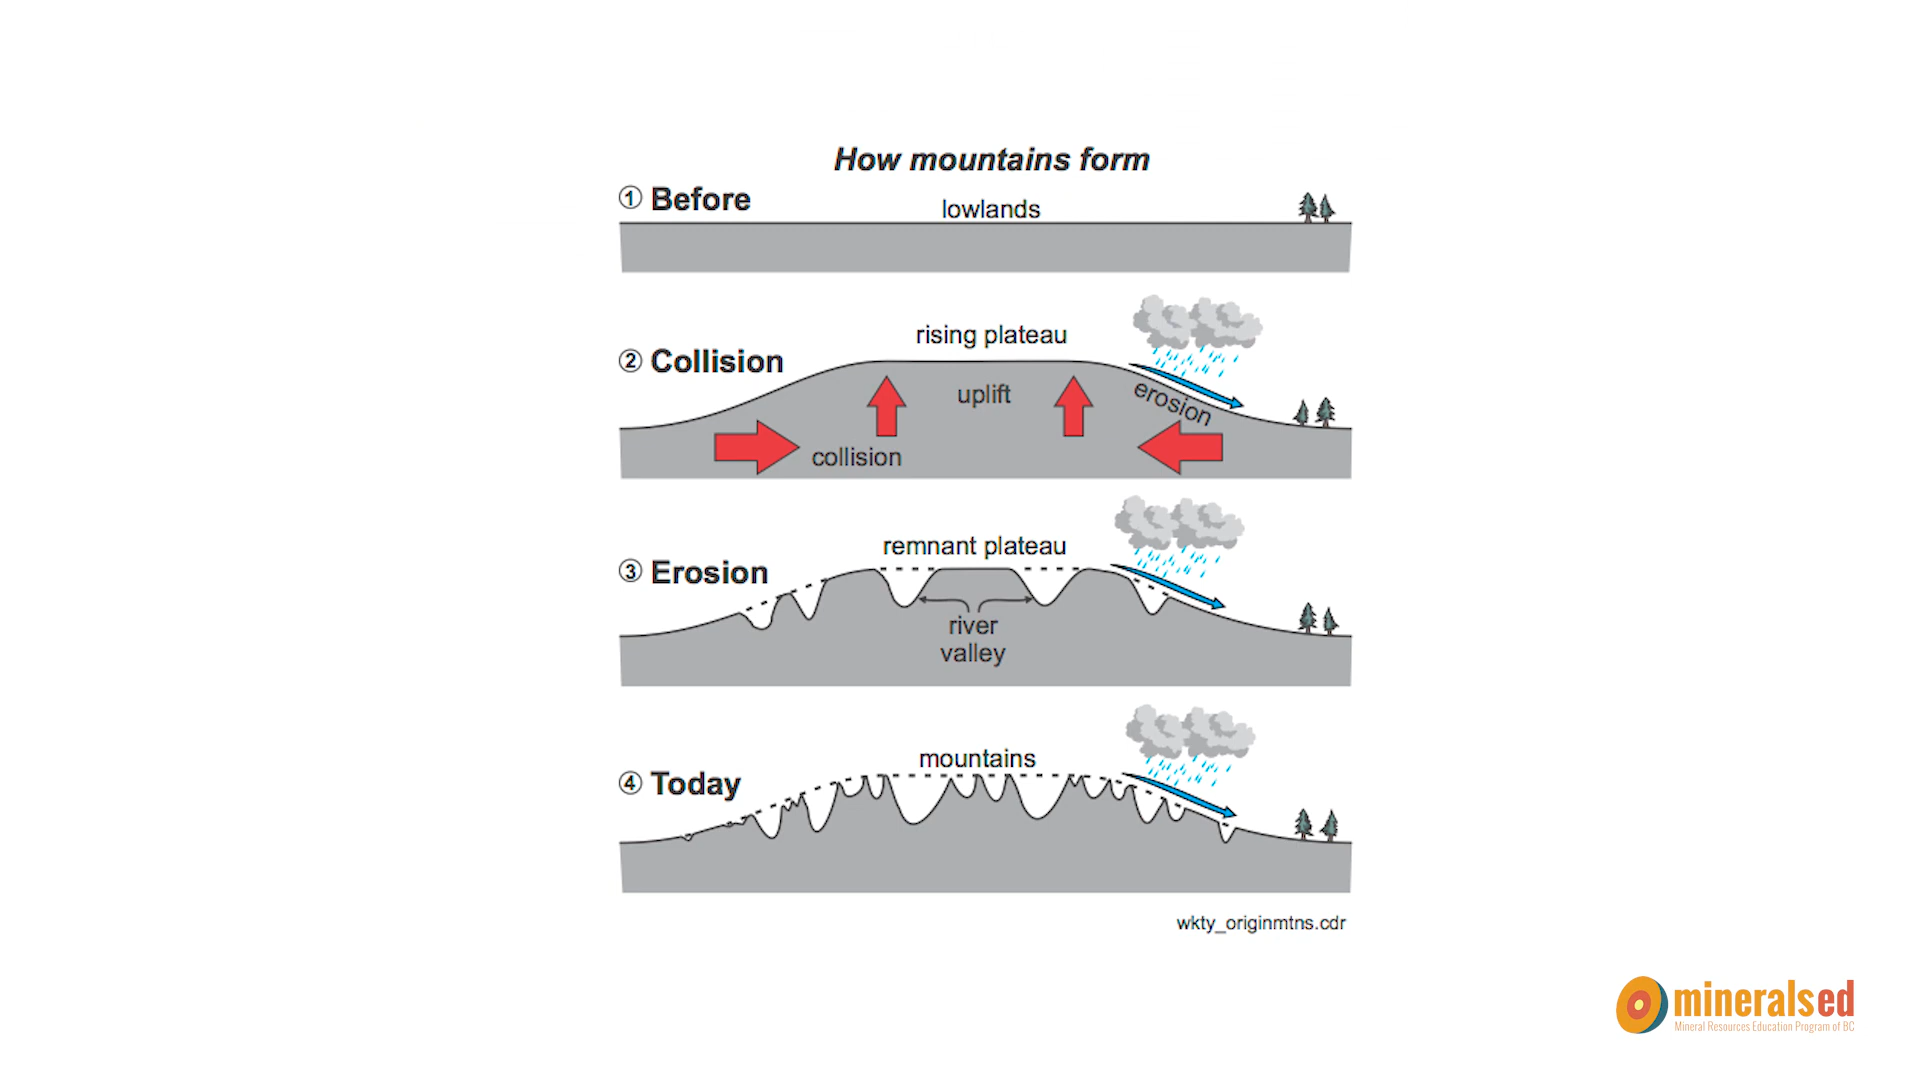 How mountains form
① Before
lowlands
rising plateau
② Collision
uplift
erosion
collision
remnant plateau
③ Erosion
river
valley
mountains
④ Today
wkty_originmtns.cdr
mineralsed
Mineral Resources Education Program of BC